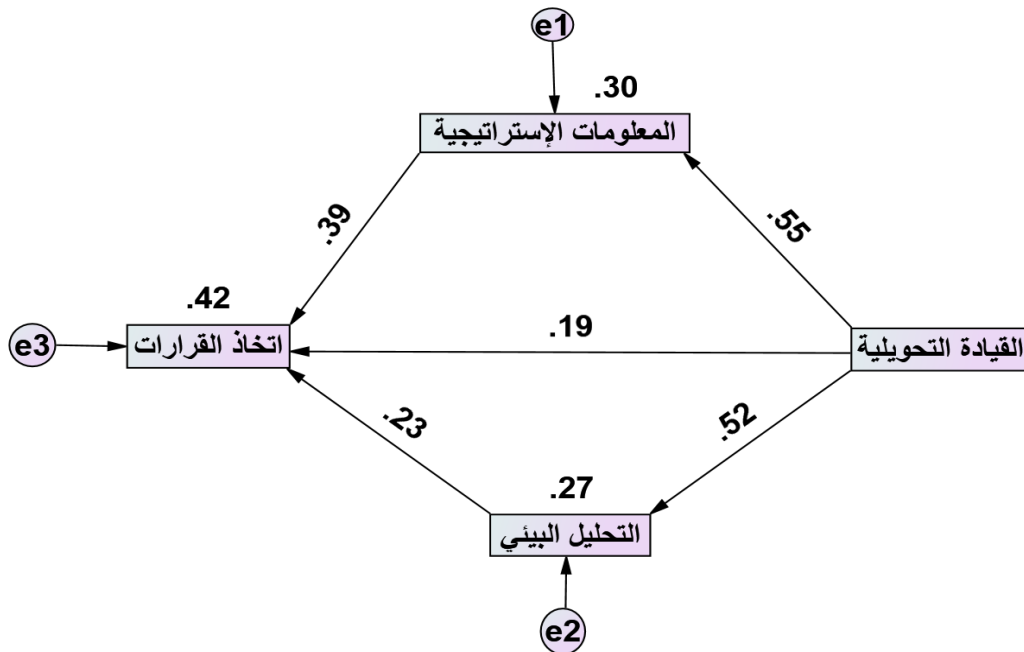 e1
.30
المعلومات الإستراتيجية
.39
.55
.42
اتخاذ القرارات
e3
.19
القيادة التحويلية
.23
.52
.27
التحليل البيئي
e2